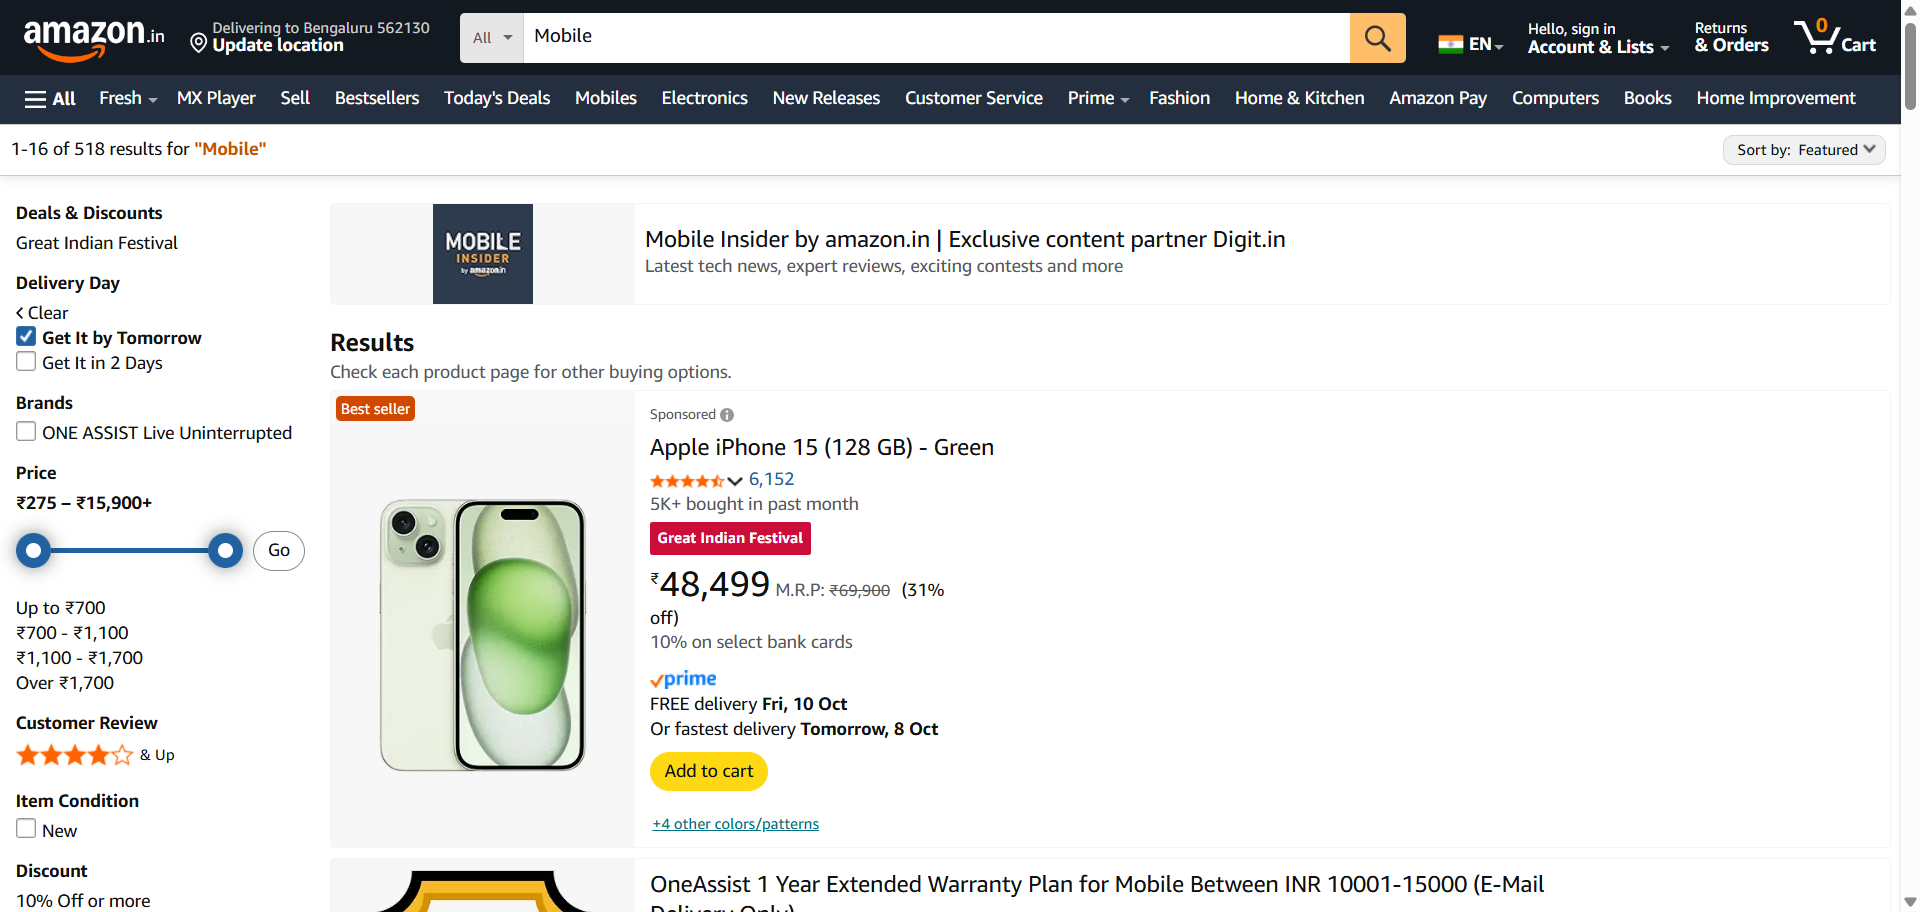 amazon.in
Delivering to Bengaluru 562130
Update location
All
Mobile
EN
Hello, sign in
Account & Lists
Returns
& Orders
0
Cart
All
Fresh
MX Player
Sell
Bestsellers
Today's Deals
Mobiles
Electronics
New Releases
Customer Service
Prime
Fashion
Home & Kitchen
Amazon Pay
Computers
Books
Home Improvement
1-16 of 518 results for "Mobile"
Sort by: Featured
Deals & Discounts
Great Indian Festival
Delivery Day
Clear
Get It by Tomorrow
Get It in 2 Days
Brands
ONE ASSIST Live Uninterrupted
Price
₹275 – ₹15,900+
Go
Up to ₹700
₹700 - ₹1,100
₹1,100 - ₹1,700
Over ₹1,700
Customer Review
& Up
Item Condition
New
Discount
10% Off or more
MOBILE
INSIDER
by amazon.in
Mobile Insider by amazon.in | Exclusive content partner Digit.in
Latest tech news, expert reviews, exciting contests and more
Results
Check each product page for other buying options.
Best seller
Sponsored
Apple iPhone 15 (128 GB) - Green
6,152
5K+ bought in past month
Great Indian Festival
₹48,499 M.R.P: ₹69,900 (31%
off)
10% on select bank cards
prime
FREE delivery Fri, 10 Oct
Or fastest delivery Tomorrow, 8 Oct
Add to cart
+4 other colors/patterns
OneAssist 1 Year Extended Warranty Plan for Mobile Between INR 10001-15000 (E-Mail
Delivery Only)